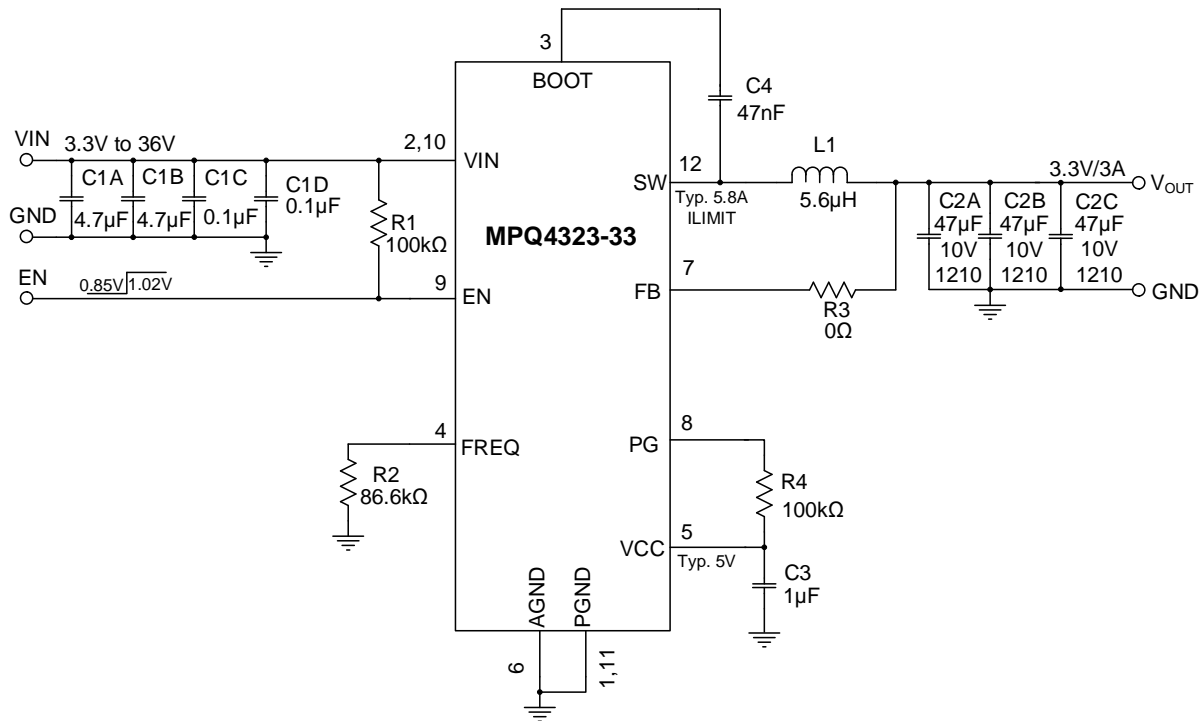 3
BOOT
C4
47nF
VIN
3.3V to 36V
2,10
VIN
C1A
C1B
C1C
C1D
4.7µF
4.7µF
0.1µF
0.1µF
GND
R1
100kΩ
EN
0.85V
1.02V
9
EN
MPQ4323-33
12
SW
Typ. 5.8A
ILIMIT
L1
5.6µH
3.3V/3A
VOUT
C2A
C2B
C2C
47µF
47µF
47µF
10V
10V
10V
1210
1210
1210
GND
7
FB
R3
0Ω
4
FREQ
R2
86.6kΩ
8
PG
R4
100kΩ
5
VCC
Typ. 5V
C3
1µF
AGND
PGND
6
1,11